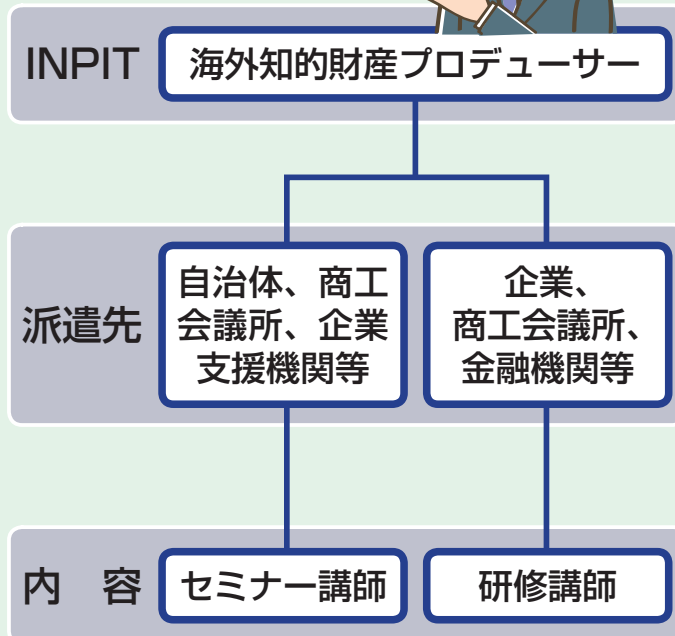 INPIT
海外知的財産プロデューサー
派遣先
自治体、商工
会議所、企業
支援機関等
企業、
商工会議所、
金融機関等
内　容
セミナー講師
研修講師